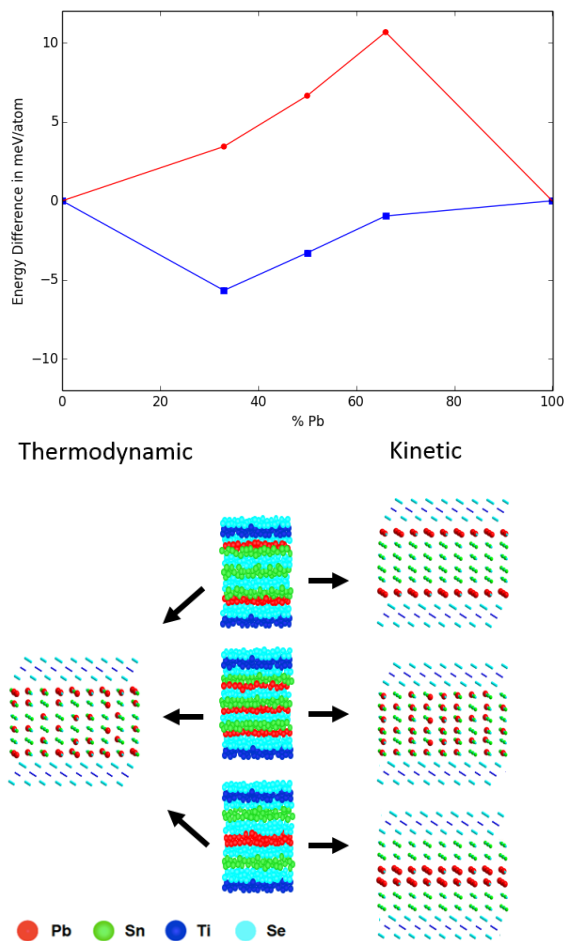 10
5
0
−5
−10
Energy Difference in meV/atom
0 20 40 60 80 100
% Pb
Thermodynamic Kinetic
Pb Sn Ti Se